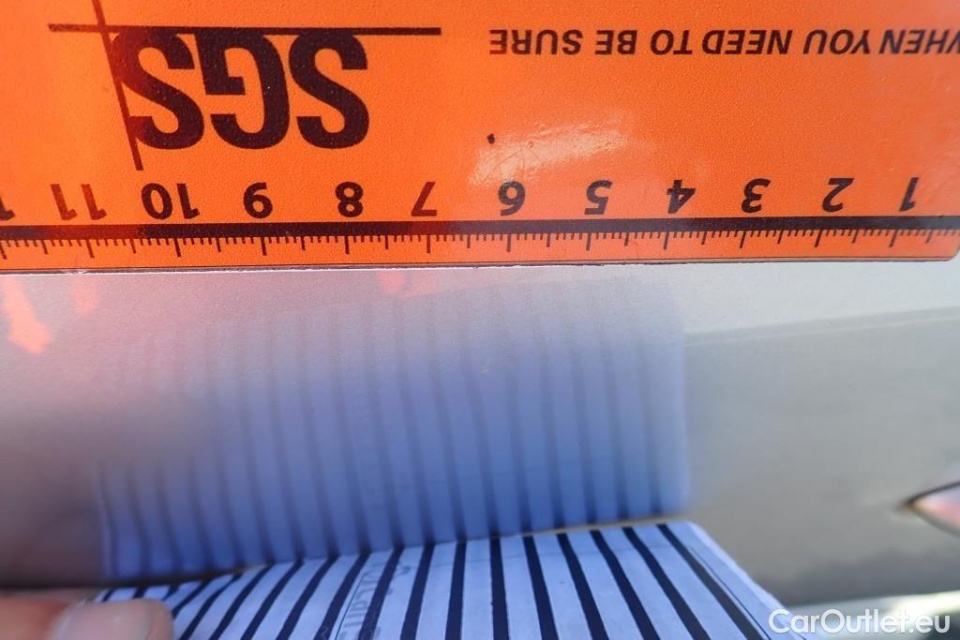 WHEN YOU NEED TO BE SURE
SGS
1 2 3 4 5 6 7 8 9 10 11
CarOutlet.eu